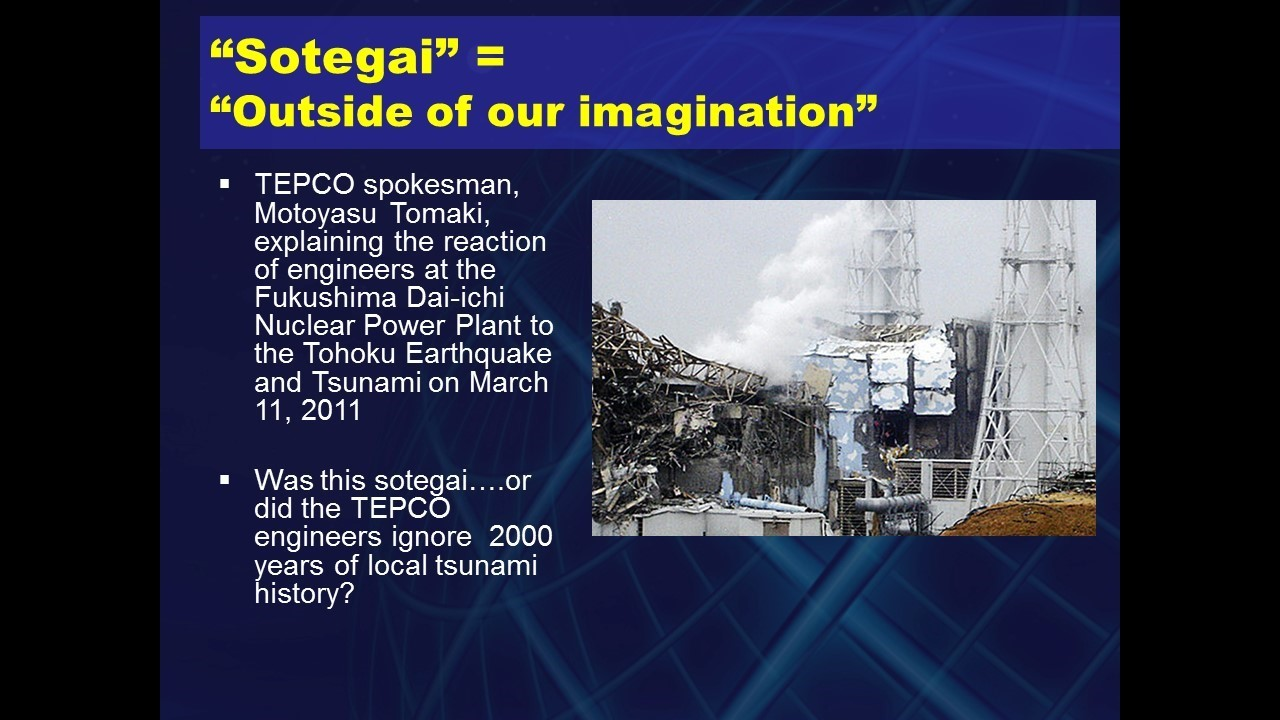 “Sotegai” =
“Outside of our imagination”
▪ TEPCO spokesman,
Motoyasu Tomaki,
explaining the reaction
of engineers at the
Fukushima Dai-ichi
Nuclear Power Plant to
the Tohoku Earthquake
and Tsunami on March
11, 2011
▪ Was this sotegai….or
did the TEPCO
engineers ignore  2000
years of local tsunami
history?